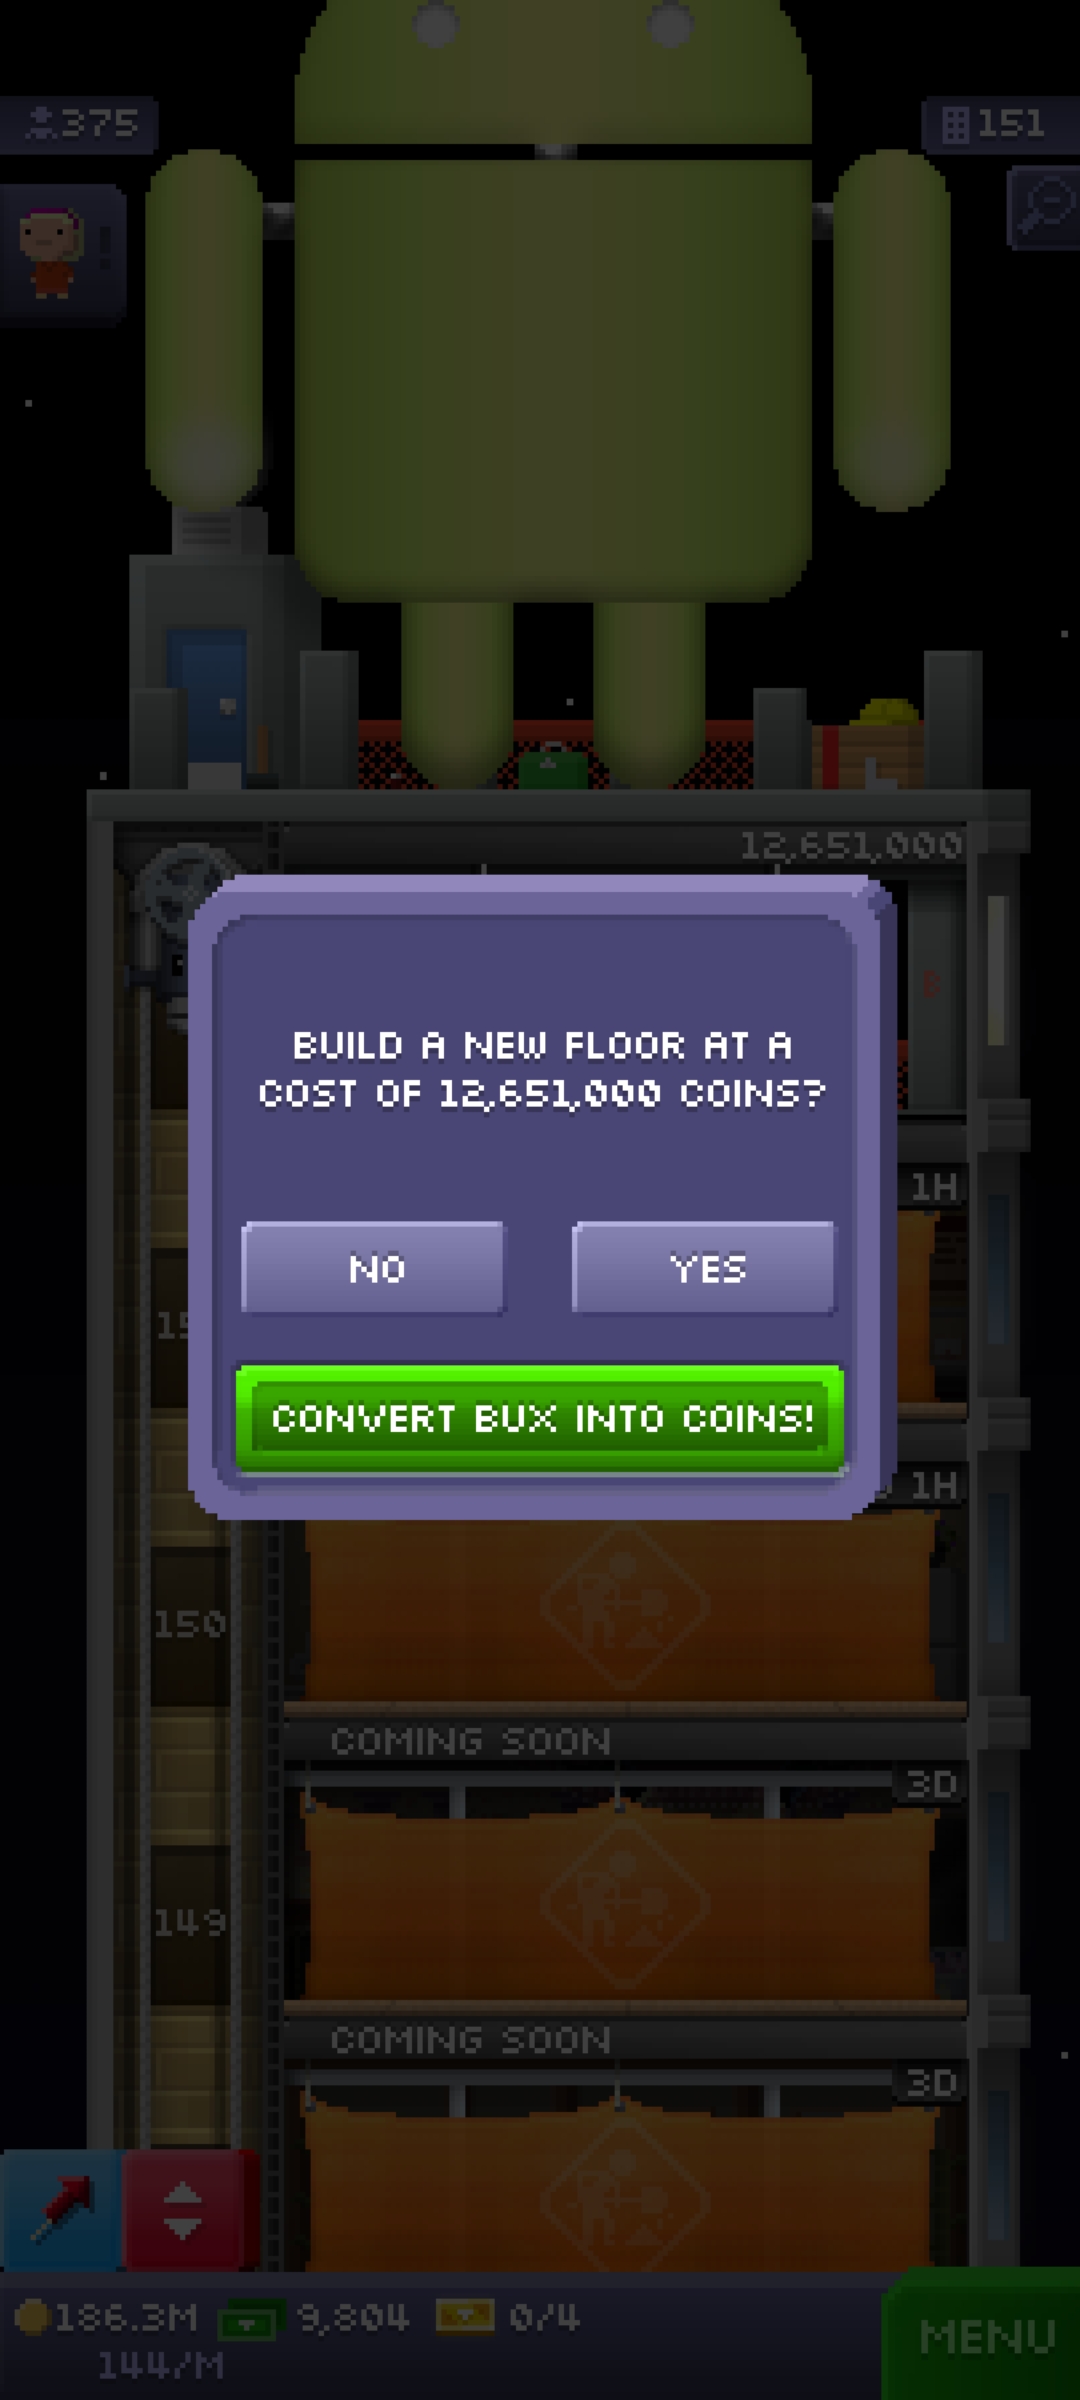 375
151
12,651,000
B
BUILD A NEW FLOOR AT A
COST OF 12,651,000 COINS?
NO
YES
CONVERT BUX INTO COINS!
1H
1H
150
COMING SOON
3D
149
COMING SOON
3D
186.3M
9,804
0/4
144/M
MENU